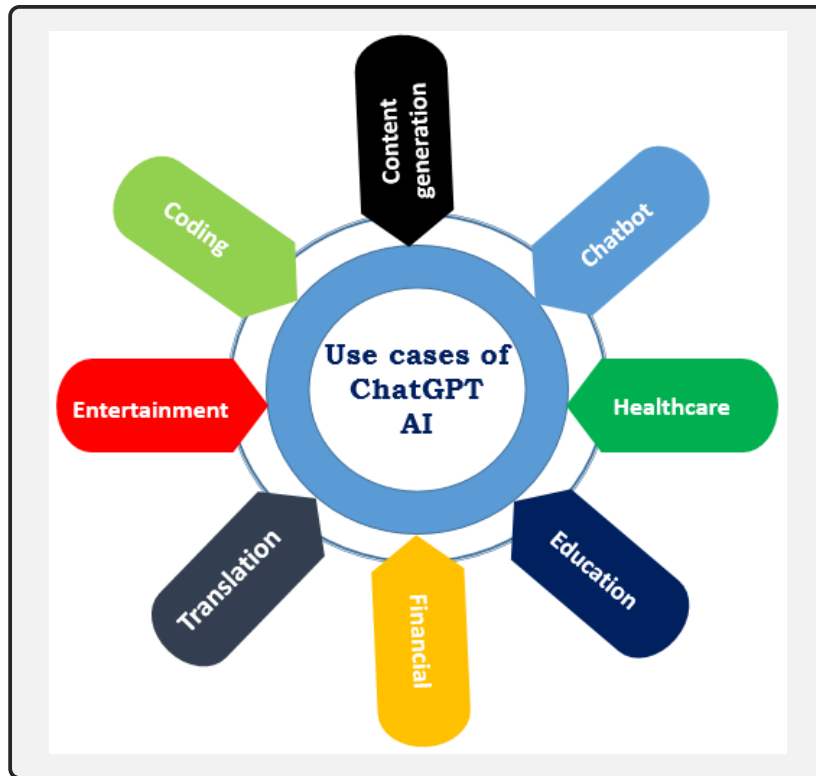 Content
generation
Chatbot
Healthcare
Education
Financial
Translation
Entertainment
Coding
Use cases of
ChatGPT
AI